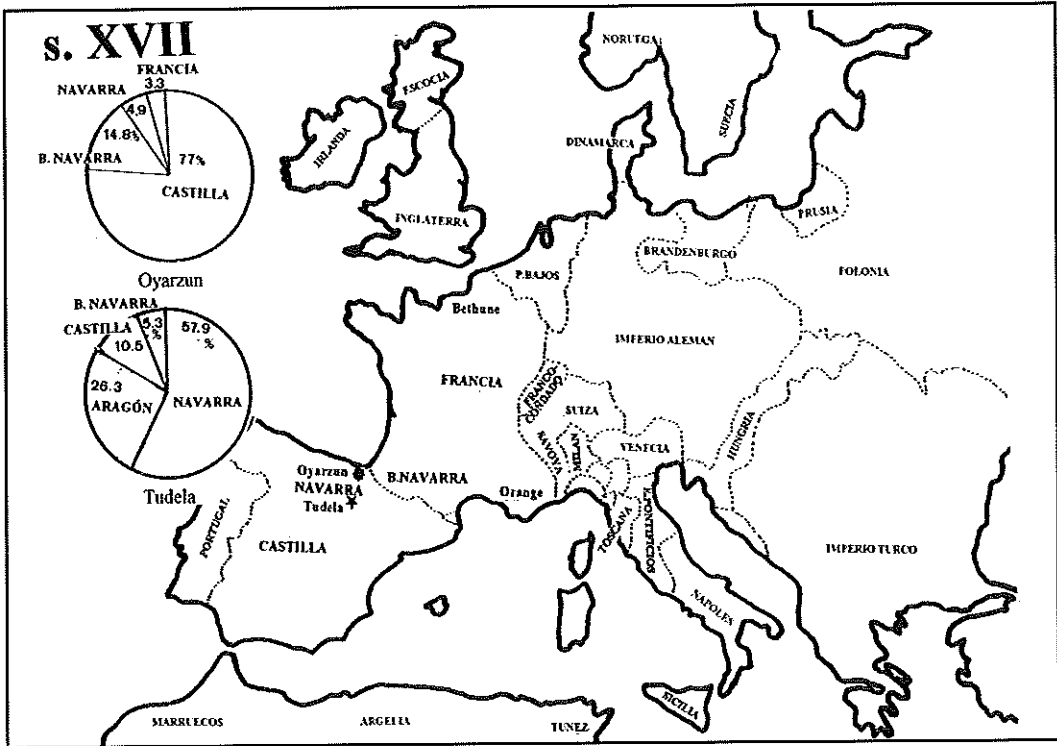 s. XVII
FRANCIA
3.3
NAVARRA
4.9
14.8%
B. NAVARRA
77%
CASTILLA
Oyarzun
B. NAVARRA
5.3
%
57.9
%
CASTILLA
10.5
26.3
ARAGÓN
NAVARRA
Tudela
NORUEGA
SUECIA
ESCOCIA
IRLANDA
INGLATERRA
DINAMARCA
PRUSIA
BRANDENBURGO
POLONIA
P.BAJOS
Bethune
IMPERIO ALEMAN
FRANCIA
FRANCO-
CONDADO
SUIZA
SAVOYA
MILAN
VENECIA
HUNGRIA
Oyarzun
NAVARRA
Tudela
B.NAVARRA
Orange
TOSCANA
PORTUGAL
CASTILLA
IMPERIO TURCO
NAPOLES
SICILIA
MARRUECOS
ARGELIA
TUNEZ